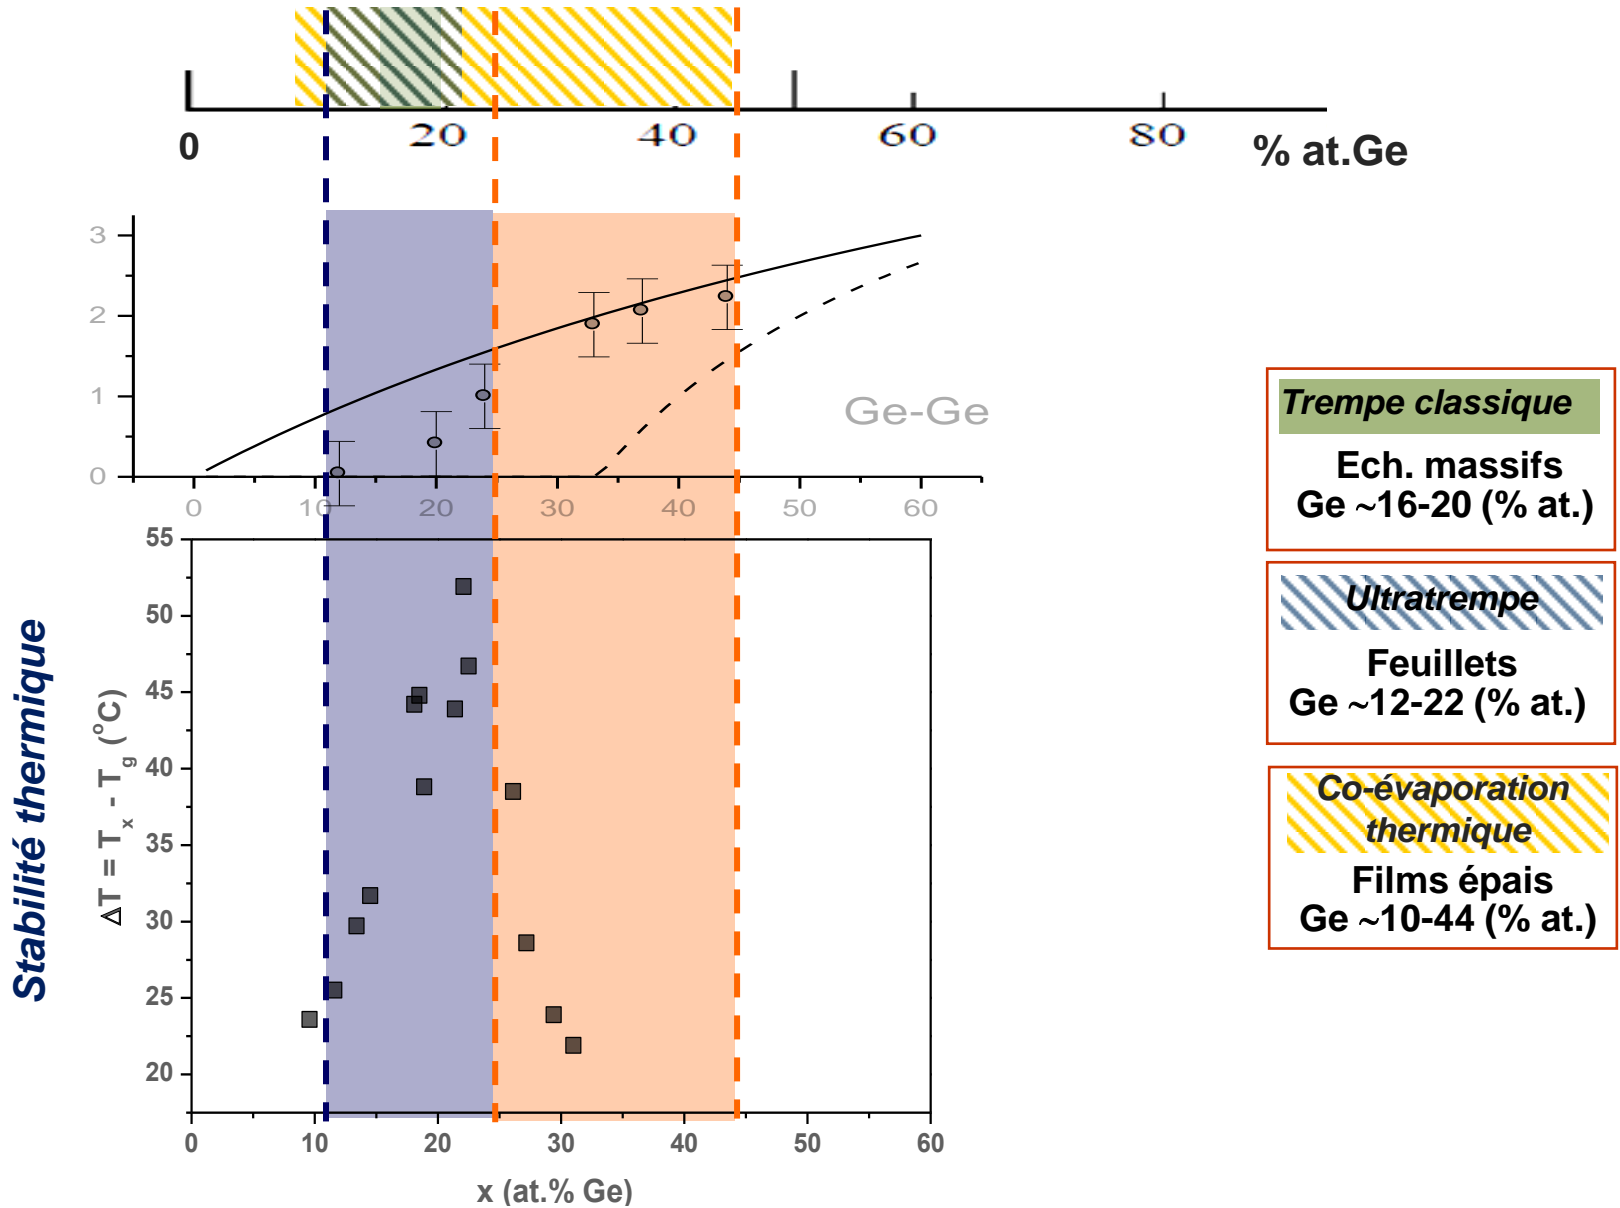 0 20 40 60 80 % at.Ge
3
2
1
0
Ge-Ge
0 10 20 30 40 50 60
55
50
45
40
35
30
25
20
0 10 20 30 40 50 60
x (at.% Ge)
ΔT = Tx - Tg (°C)
Stabilité thermique
Trempe classique
Ech. massifs
Ge ~16-20 (% at.)
Ultratrempe
Feuillets
Ge ~12-22 (% at.)
Co-évaporation
thermique
Films épais
Ge ~10-44 (% at.)